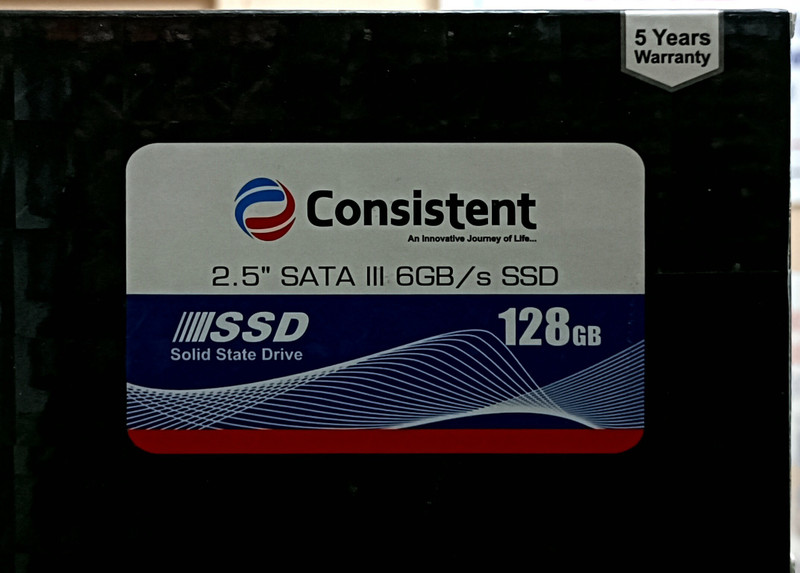 5 Years
Warranty
Consistent
An Innovative Journey of Life...
2.5" SATA III 6GB/s SSD
SSD
128GB
Solid State Drive